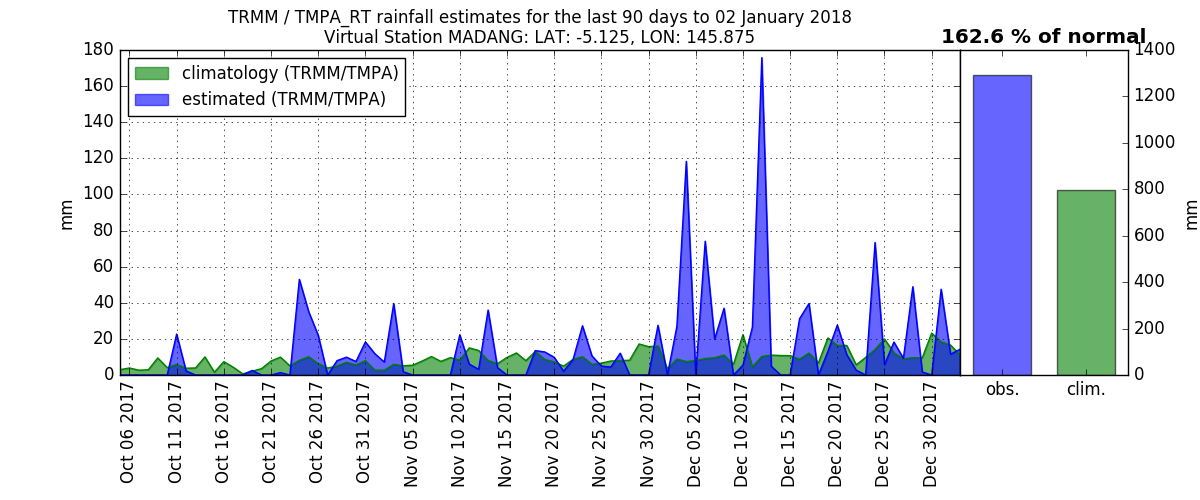 TRMM / TMPA_RT rainfall estimates for the last 90 days to 02 January 2018
Virtual Station MADANG: LAT: -5.125, LON: 145.875
162.6 % of normal
climatology (TRMM/TMPA)
estimated (TRMM/TMPA)
mm
180
160
140
120
100
80
60
40
20
0
Oct 06 2017
Oct 11 2017
Oct 16 2017
Oct 21 2017
Oct 26 2017
Oct 31 2017
Nov 05 2017
Nov 10 2017
Nov 15 2017
Nov 20 2017
Nov 25 2017
Nov 30 2017
Dec 05 2017
Dec 10 2017
Dec 15 2017
Dec 20 2017
Dec 25 2017
Dec 30 2017
obs.
clim.
1400
1200
1000
800
600
400
200
0
mm